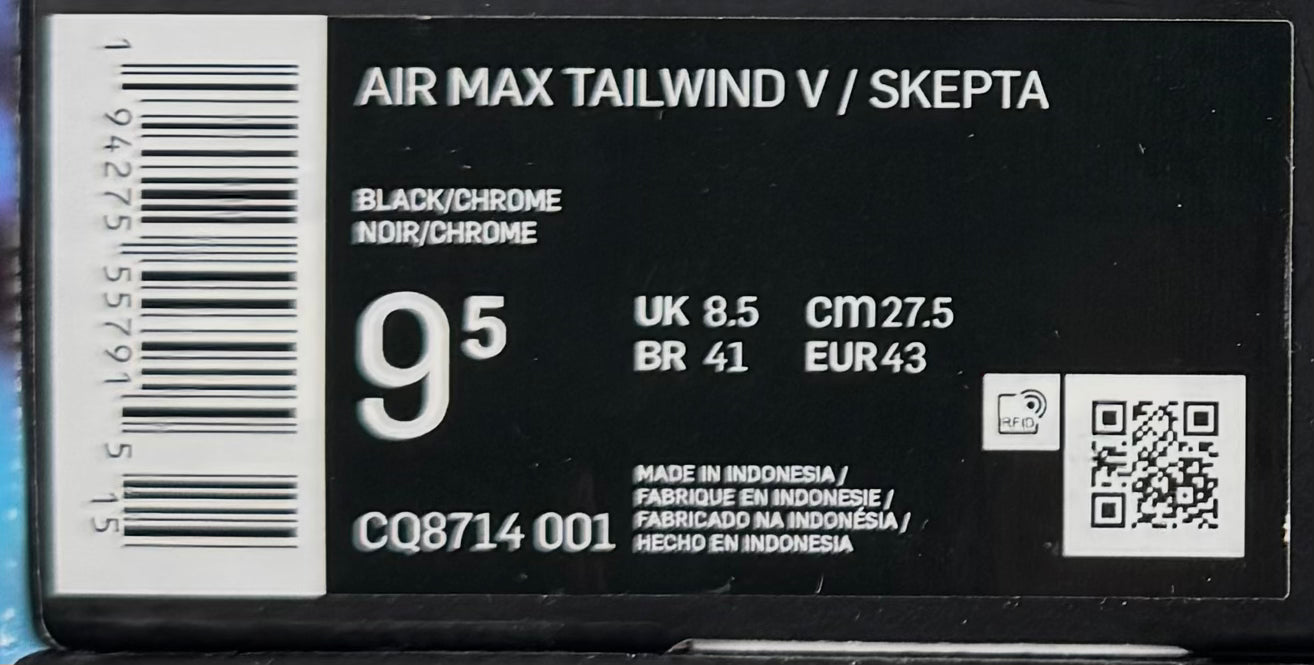 1 94275 55791 5 15
AIR MAX TAILWIND V / SKEPTA
BLACK/CHROME
NOIR/CHROME
9 5
UK 8.5 cm 27.5
BR 41 EUR 43
RFID
CQ8714 001
MADE IN INDONESIA /
FABRIQUE EN INDONESIE /
FABRICADO NA INDONÉSIA /
HECHO EN INDONESIA